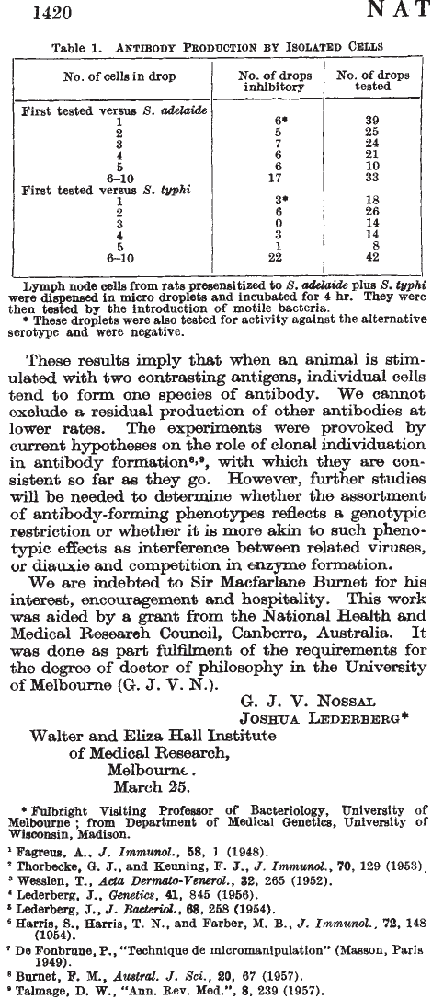 1420 NAT
Table 1. ANTIBODY PRODUCTION BY ISOLATED CELLS
No. of cells in drop No. of drops inhibitory No. of drops tested
First tested versus S. adelaide
1 6* 39
2 5 25
3 7 24
4 6 21
5 6 10
6–10 17 33
First tested versus S. typhi
1 3* 18
2 6 26
3 0 14
4 3 14
5 1 8
6–10 22 42
Lymph node cells from rats presensitized to S. adelaide plus S. typhi
were dispensed in micro droplets and incubated for 4 hr. They were
then tested by the introduction of motile bacteria.
* These droplets were also tested for activity against the alternative
serotype and were negative.
These results imply that when an animal is stim-
ulated with two contrasting antigens, individual cells
tend to form one species of antibody. We cannot
exclude a residual production of other antibodies at
lower rates. The experiments were provoked by
current hypotheses on the role of clonal individuation
in antibody formation⁸,⁹, with which they are con-
sistent so far as they go. However, further studies
will be needed to determine whether the assortment
of antibody-forming phenotypes reflects a genotypic
restriction or whether it is more akin to such pheno-
typic effects as interference between related viruses,
or diauxie and competition in enzyme formation.
We are indebted to Sir Macfarlane Burnet for his
interest, encouragement and hospitality. This work
was aided by a grant from the National Health and
Medical Research Council, Canberra, Australia. It
was done as part fulfilment of the requirements for
the degree of doctor of philosophy in the University
of Melbourne (G. J. V. N.).
G. J. V. NOSSAL
JOSHUA LEDERBERG*
Walter and Eliza Hall Institute
of Medical Research,
Melbourne.
March 25.
* Fulbright Visiting Professor of Bacteriology, University of
Melbourne ; from Department of Medical Genetics, University of
Wisconsin, Madison.
¹ Fagreus, A., J. Immunol., 58, 1 (1948).
² Thorbecke, G. J., and Keuning, F. J., J. Immunol., 70, 129 (1953).
³ Wesslen, T., Acta Dermato-Venerol., 32, 265 (1952).
⁴ Lederberg, J., Genetics, 41, 845 (1956).
⁵ Lederberg, J., J. Bacteriol., 68, 258 (1954).
⁶ Harris, S., Harris, T. N., and Farber, M. B., J. Immunol., 72, 148
(1954).
⁷ De Fonbrune, P., "Technique de micromanipulation" (Masson, Paris
1949).
⁸ Burnet, F. M., Austral. J. Sci., 20, 67 (1957).
⁹ Talmage, D. W., "Ann. Rev. Med.", 8, 239 (1957).